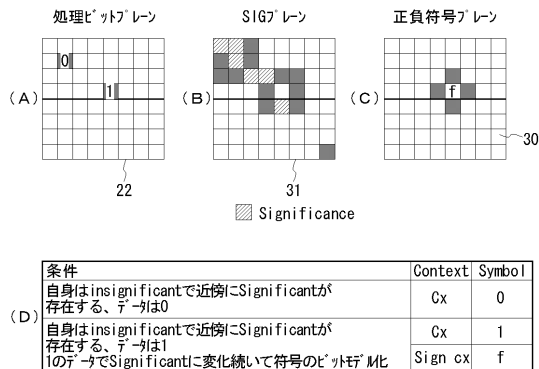 処理ビットプレーン
SIGプレーン
正負符号プレーン
(A)
0
1
22
(B)
31
(C)
f
30
Significance
(D)
条件
Context
Symbol
自身はinsignificantで近傍にSignificantが
存在する、データは0
Cx
0
自身はinsignificantで近傍にSignificantが
存在する、データは1
1のデータでSignificantに変化続いて符号のビットモデル化
Cx
1
Sign cx
f